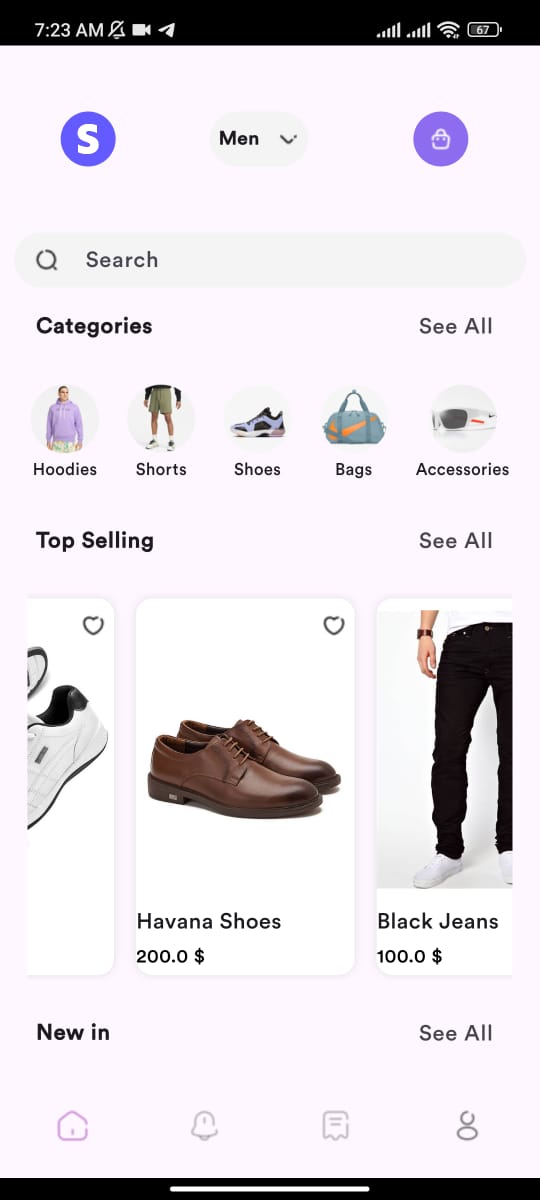 7:23 AM
67
S
Men
Search
Categories See All
Hoodies Shorts Shoes Bags Accessories
Top Selling See All
Havana Shoes Black Jeans
200.0 $ 100.0 $
New in See All